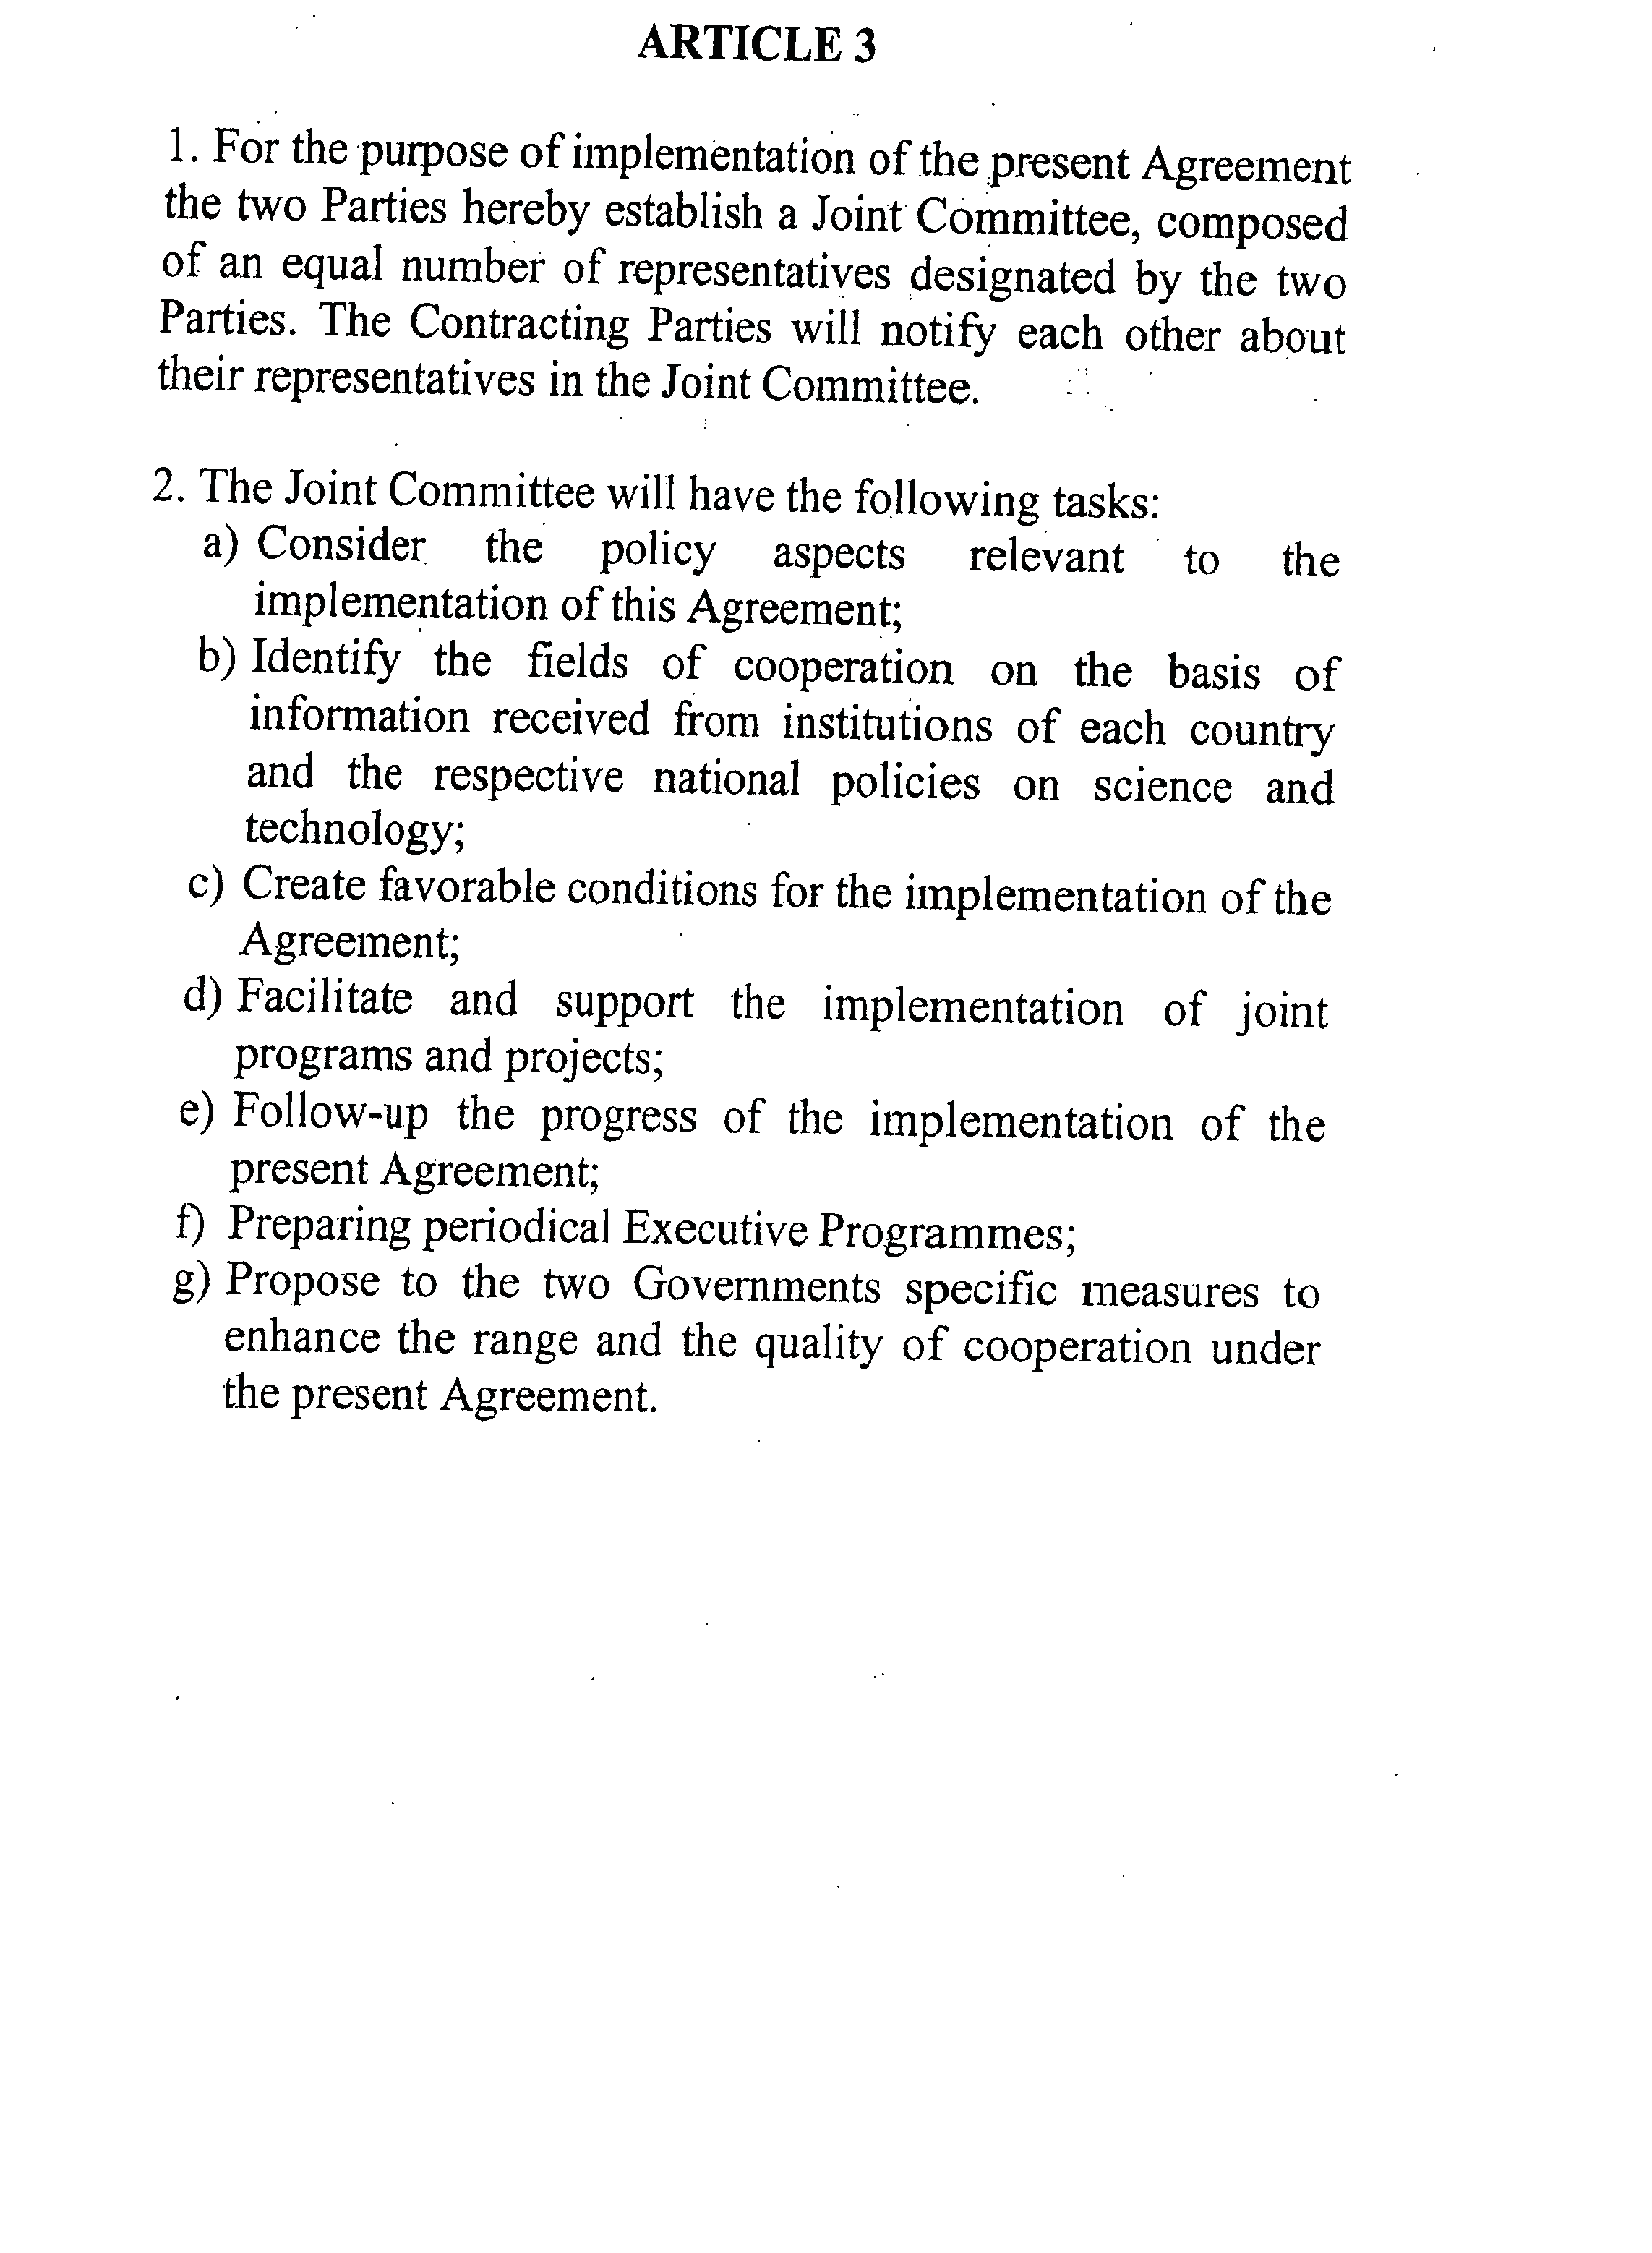 ARTICLE 3
1. For the purpose of implementation of the present Agreement
the two Parties hereby establish a Joint Committee, composed
of an equal number of representatives designated by the two
Parties. The Contracting Parties will notify each other about
their representatives in the Joint Committee.
2. The Joint Committee will have the following tasks:
a) Consider the policy aspects relevant to the
implementation of this Agreement;
b) Identify the fields of cooperation on the basis of
information received from institutions of each country
and the respective national policies on science and
technology;
c) Create favorable conditions for the implementation of the
Agreement;
d) Facilitate and support the implementation of joint
programs and projects;
e) Follow-up the progress of the implementation of the
present Agreement;
f) Preparing periodical Executive Programmes;
g) Propose to the two Governments specific measures to
enhance the range and the quality of cooperation under
the present Agreement.